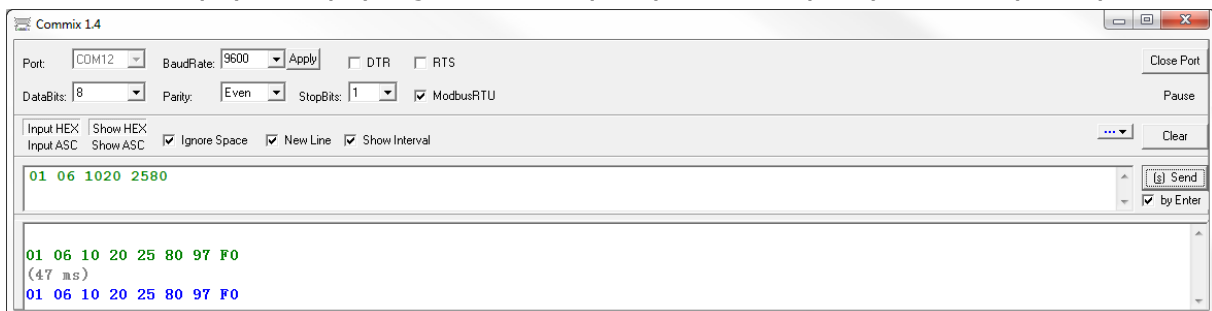 Commix 1.4
Port: COM12 BaudRate: 9600 Apply DTR RTS Close Port
DataBits: 8 Parity: Even StopBits: 1 ModbusRTU Pause
Input HEX Show HEX
Input ASC Show ASC Ignore Space New Line Show Interval ... Clear
01 06 1020 2580 (s) Send
by Enter
01 06 10 20 25 80 97 F0
(47 ms)
01 06 10 20 25 80 97 F0